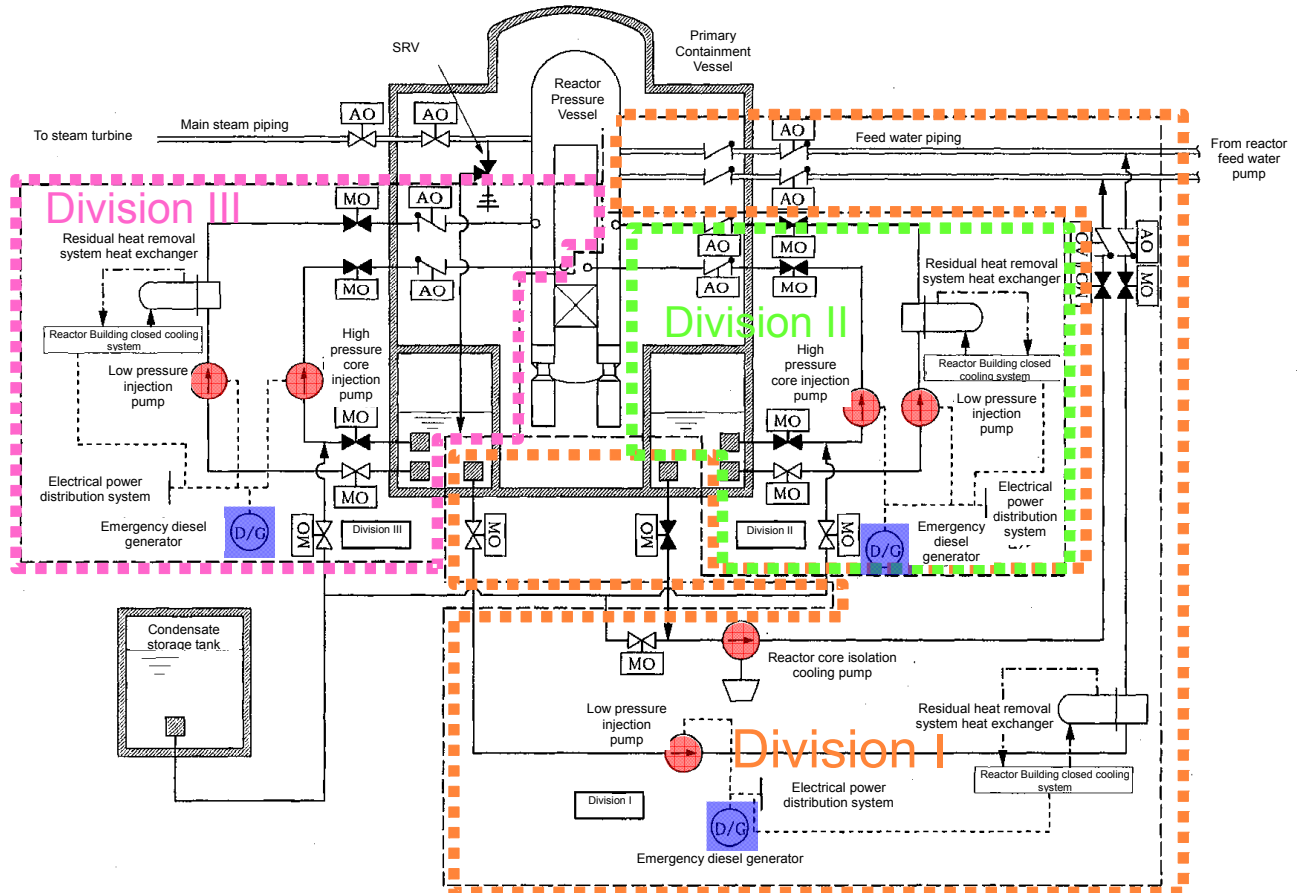 SRV
Primary
Containment
Vessel
Reactor
Pressure
Vessel
AO
AO
AO
Main steam piping
To steam turbine
Feed water piping
From reactor
feed water
pump
AO
Division III
MO
MO
AO
AO
Residual heat removal
system heat exchanger
Reactor Building closed cooling
system
Low pressure
injection
pump
High
pressure
core
injection
pump
MO
MO
Electrical power
distribution system
Emergency diesel
generator
D/G
MO
Division III
AO
AO
MO
MO
AO
MO
Residual heat removal
system heat exchanger
Division II
Reactor Building closed
cooling system
High
pressure
core injection
pump
Low pressure
injection
pump
MO
MO
Electrical
power
distribution
system
Emergency
diesel
generator
D/G
MO
MO
Division II
MO
Condensate
storage tank
MO
Reactor core isolation
cooling pump
Low pressure
injection
pump
Division I
Residual heat removal
system heat exchanger
Reactor Building closed cooling
system
Electrical power
distribution system
Division I
D/G
Emergency diesel generator